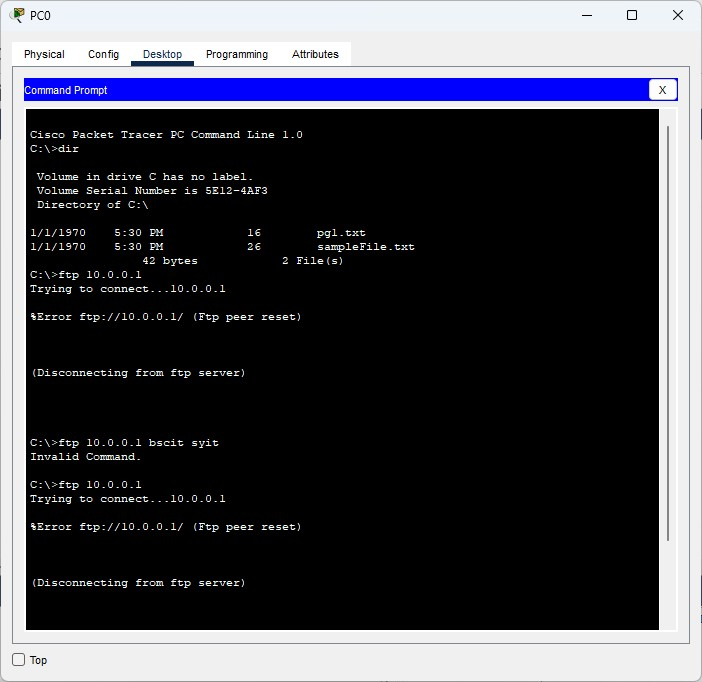 PC0
Physical Config Desktop Programming Attributes
Command Prompt X
Cisco Packet Tracer PC Command Line 1.0
C:\>dir
Volume in drive C has no label.
Volume Serial Number is 5E12-4AF3
Directory of C:\
1/1/1970 5:30 PM 16 pgl.txt
1/1/1970 5:30 PM 26 sampleFile.txt
42 bytes 2 File(s)
C:\>ftp 10.0.0.1
Trying to connect...10.0.0.1
%Error ftp://10.0.0.1/ (Ftp peer reset)
(Disconnecting from ftp server)
C:\>ftp 10.0.0.1 bscit syit
Invalid Command.
C:\>ftp 10.0.0.1
Trying to connect...10.0.0.1
%Error ftp://10.0.0.1/ (Ftp peer reset)
(Disconnecting from ftp server)
Top